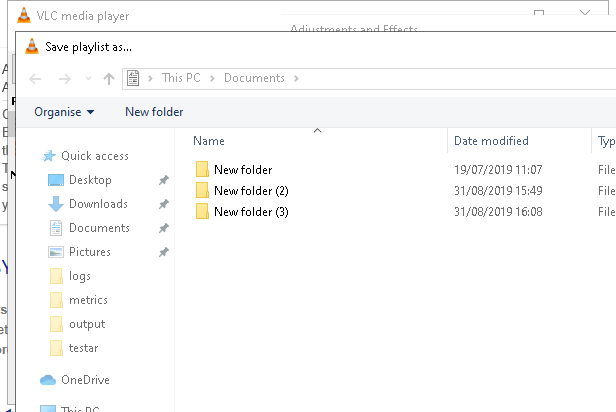 VLC media player
Adjustments and Effects
Save playlist as...
This PC > Documents >
Organise
New folder
Name
Date modified
Quick access
Desktop
Downloads
Documents
Pictures
logs
metrics
output
testar
OneDrive
This PC
New folder
19/07/2019 11:07
File
New folder (2)
31/08/2019 15:49
File
New folder (3)
31/08/2019 16:08
File